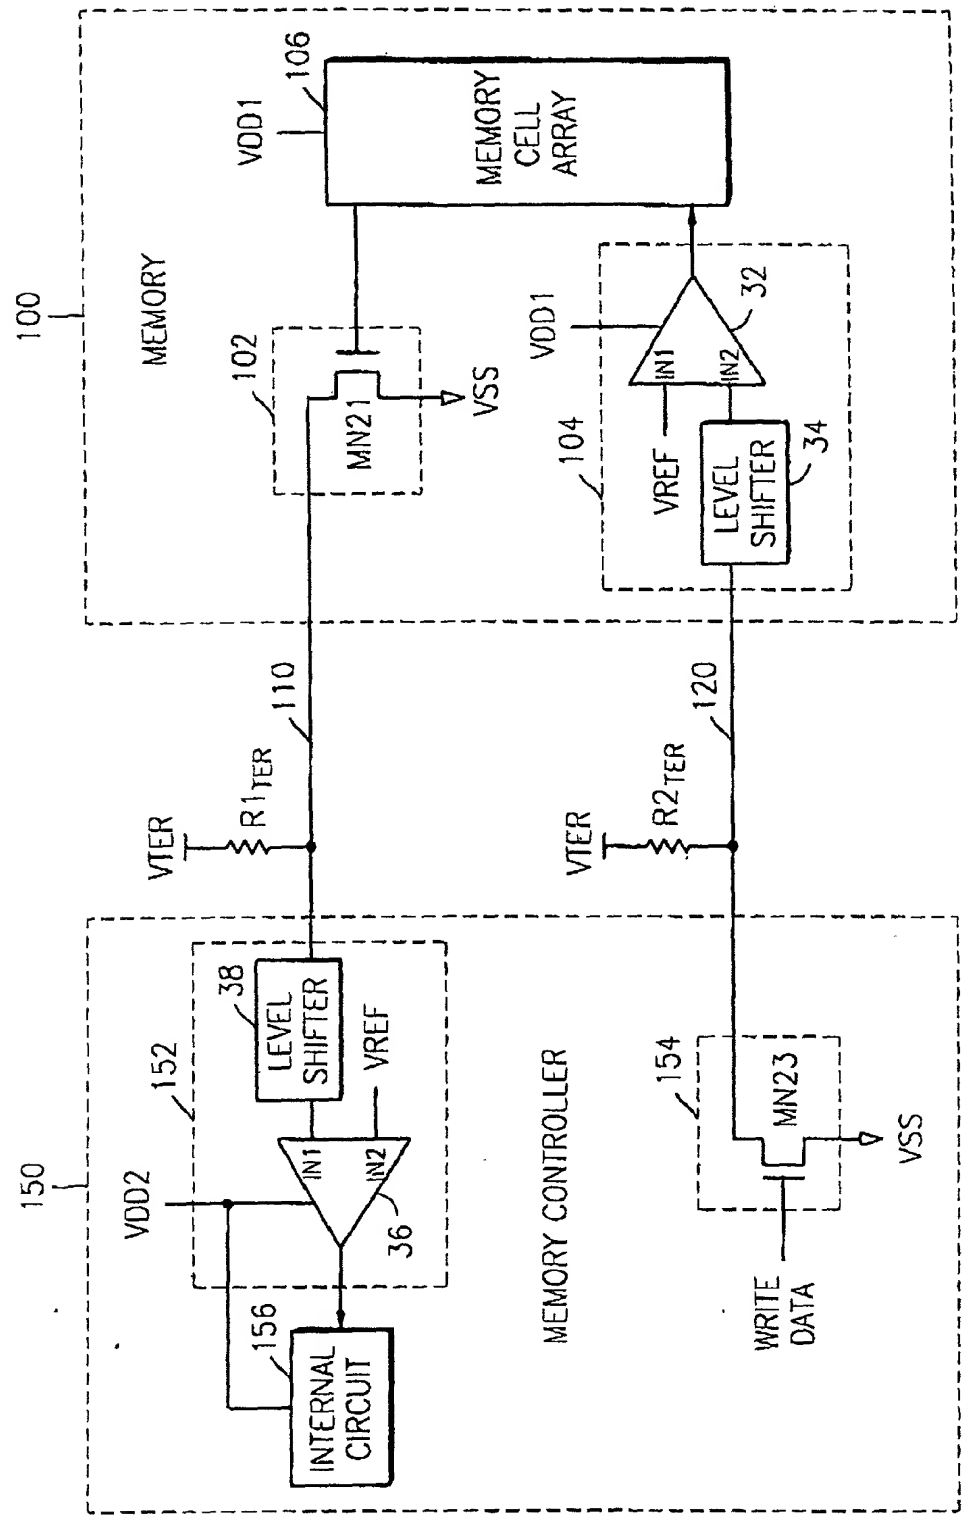 100
MEMORY
VDD1
106
MEMORY
CELL
ARRAY
102
MN21
VSS
104
VDD1
32
IN1
IN2
VREF
LEVEL
SHIFTER
34
110
VTER
R1TER
120
VTER
R2TER
150
VDD2
152
38
LEVEL
SHIFTER
VREF
IN1
IN2
36
156
INTERNAL
CIRCUIT
MEMORY CONTROLLER
154
MN23
VSS
WRITE
DATA